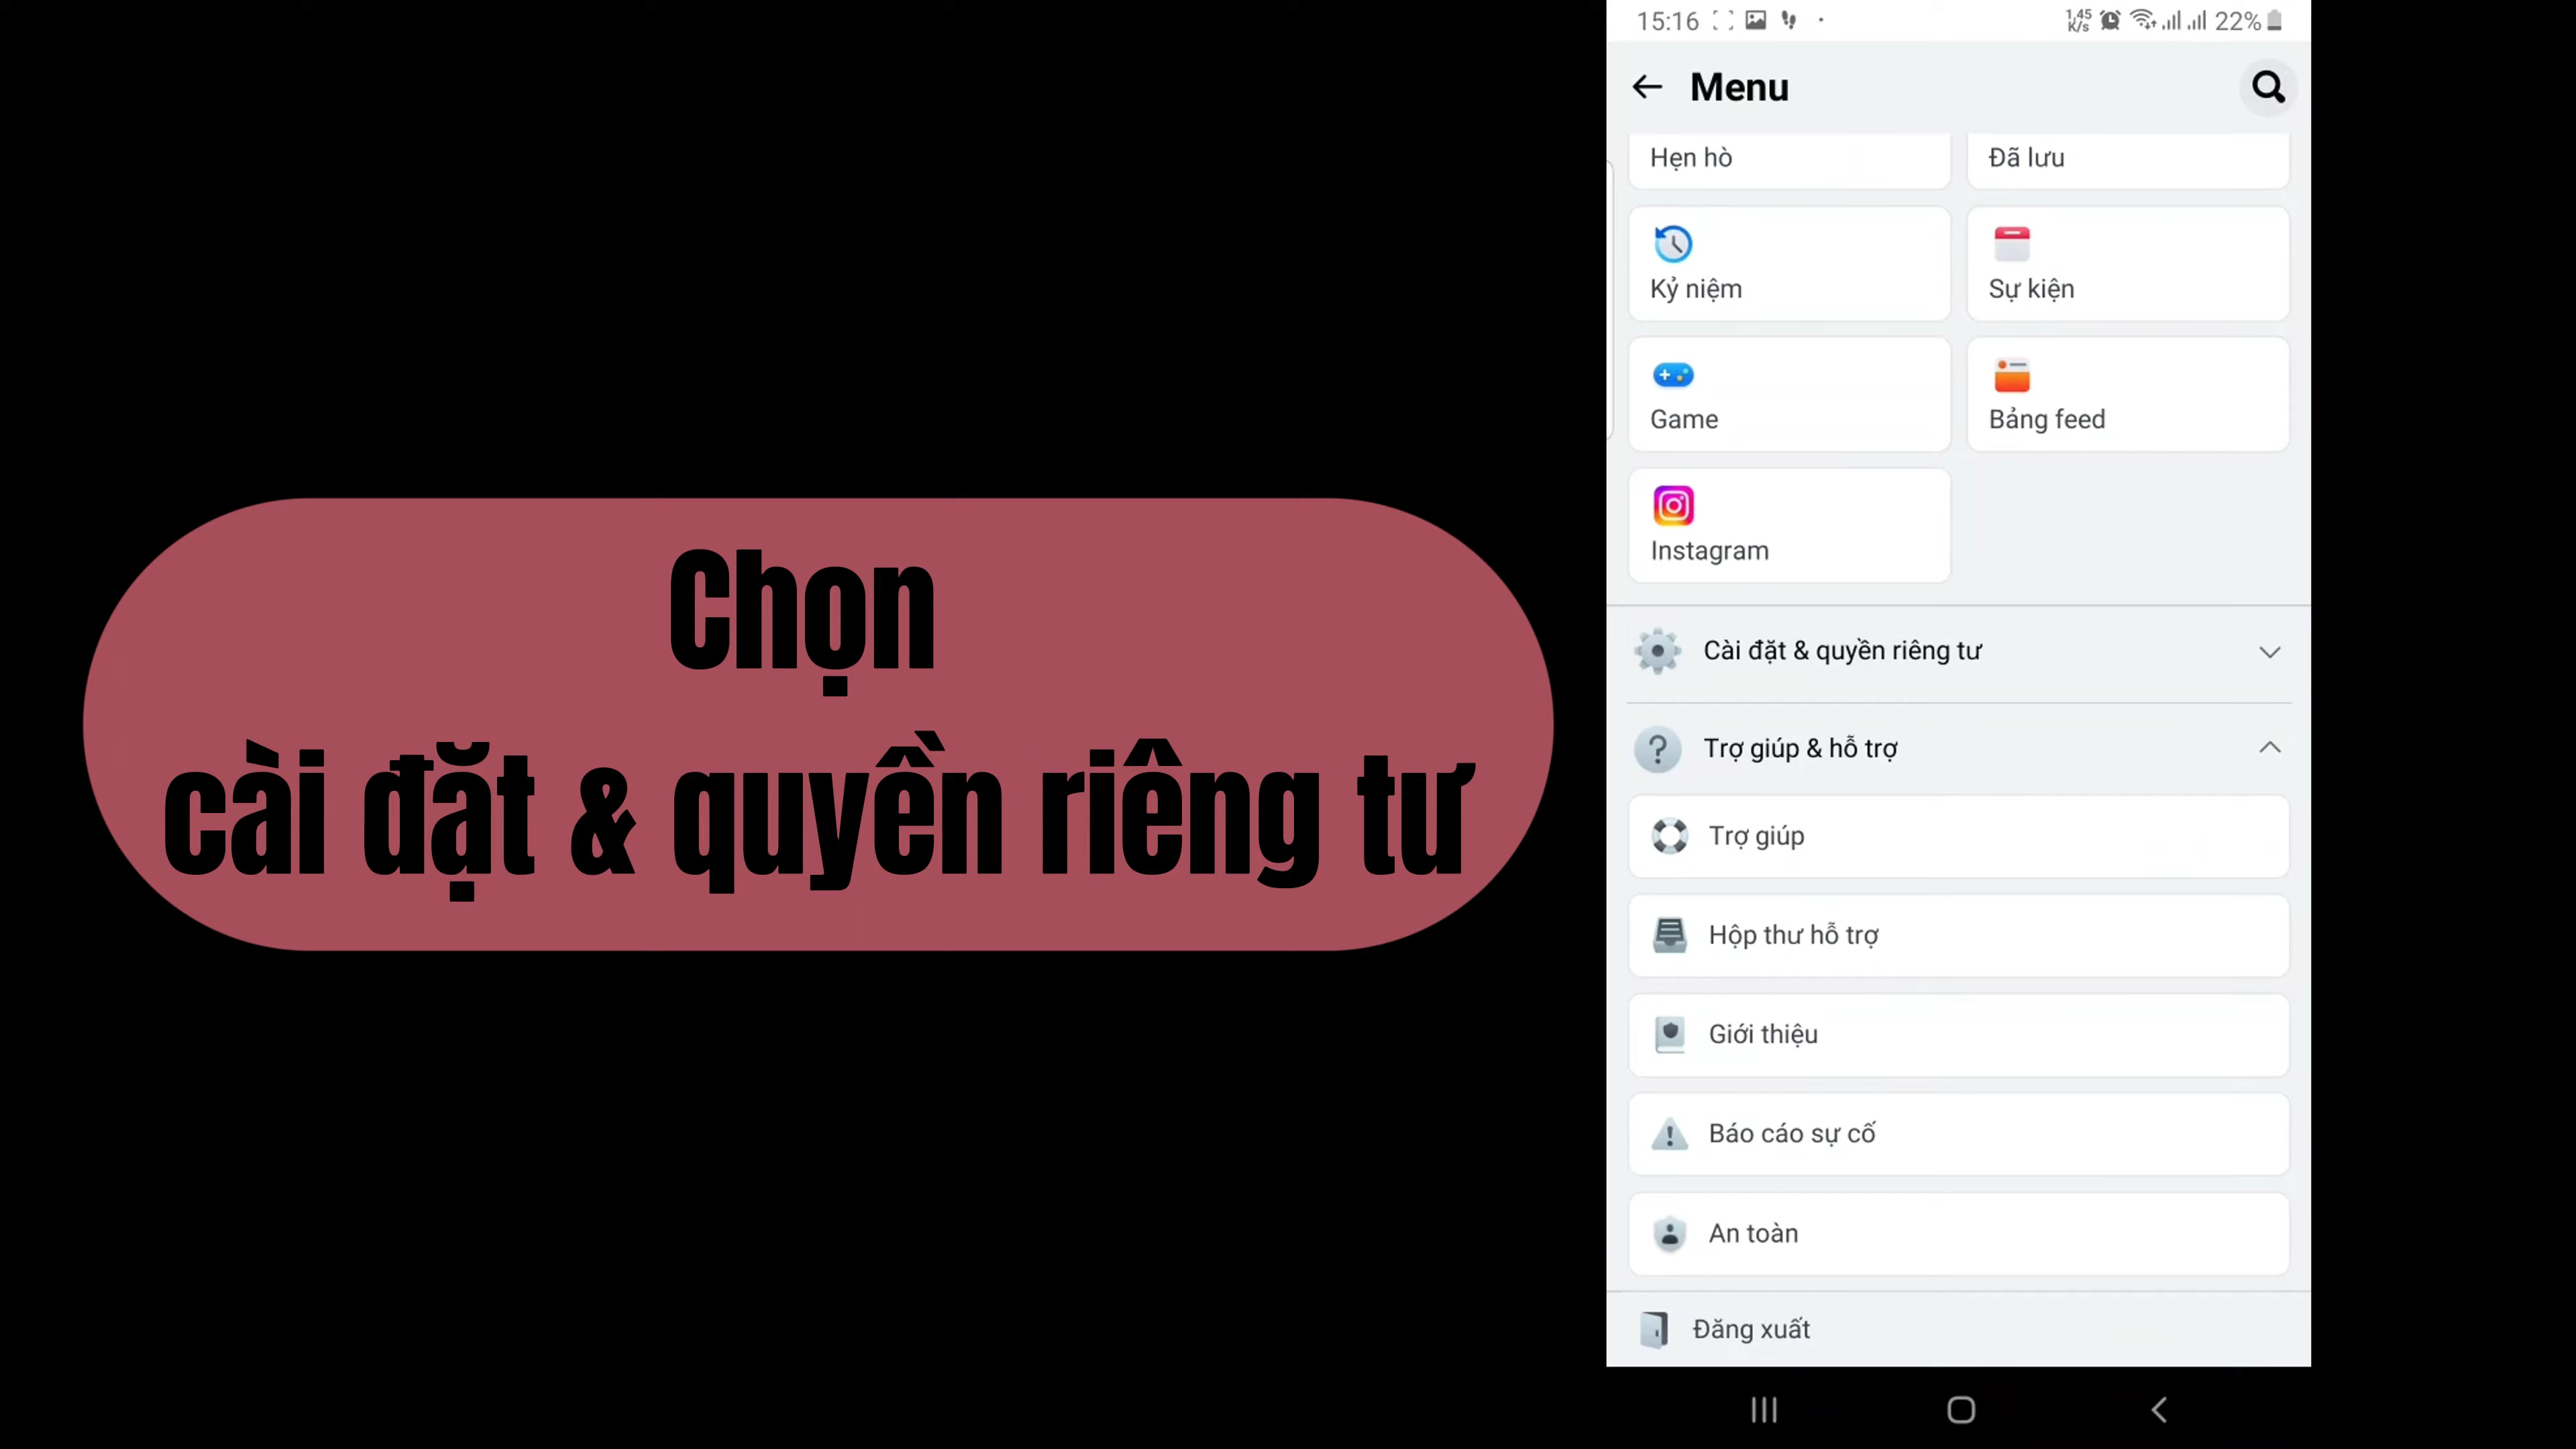 Chọn
cài đặt & quyền riêng tư
15:16
1,45
K/s
22%
Menu
Hẹn hò
Đã lưu
Kỷ niệm
Sự kiện
Game
Bảng feed
Instagram
Cài đặt & quyền riêng tư
Trợ giúp & hỗ trợ
Trợ giúp
Hộp thư hỗ trợ
Giới thiệu
Báo cáo sự cố
An toàn
Đăng xuất